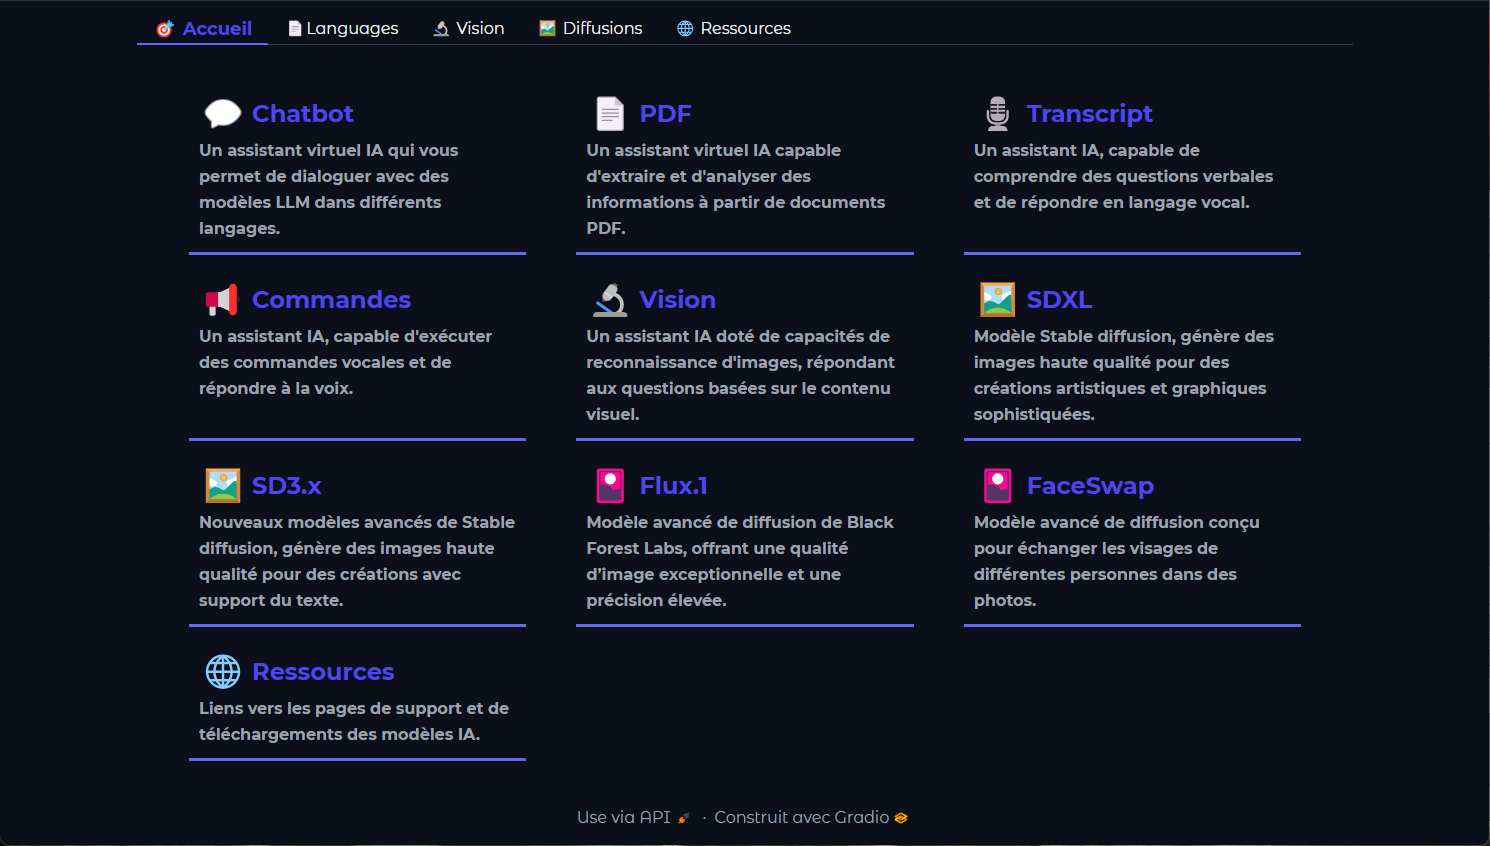 Accueil
Languages
Vision
Diffusions
Ressources
Chatbot
Un assistant virtuel IA qui vous
permet de dialoguer avec des
modèles LLM dans différents
langages.
PDF
Un assistant virtuel IA capable
d'extraire et d'analyser des
informations à partir de documents
PDF.
Transcript
Un assistant IA, capable de
comprendre des questions verbales
et de répondre en langage vocal.
Commandes
Un assistant IA, capable d'exécuter
des commandes vocales et de
répondre à la voix.
Vision
Un assistant IA doté de capacités de
reconnaissance d'images, répondant
aux questions basées sur le contenu
visuel.
SDXL
Modèle Stable diffusion, génère des
images haute qualité pour des
créations artistiques et graphiques
sophistiquées.
SD3.x
Nouveaux modèles avancés de Stable
diffusion, génère des images haute
qualité pour des créations avec
support du texte.
Flux.1
Modèle avancé de diffusion de Black
Forest Labs, offrant une qualité
d’image exceptionnelle et une
précision élevée.
FaceSwap
Modèle avancé de diffusion conçu
pour échanger les visages de
différentes personnes dans des
photos.
Ressources
Liens vers les pages de support et de
téléchargements des modèles IA.
Use via API · Construit avec Gradio